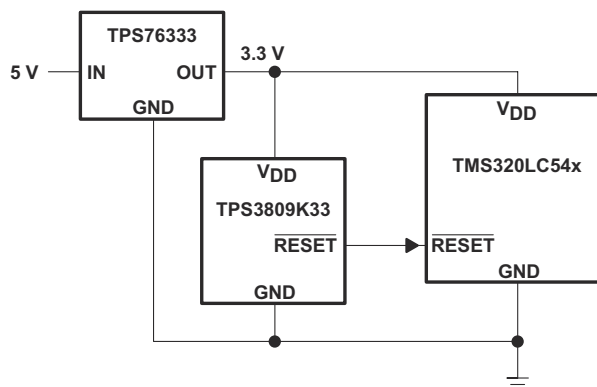 TPS76333
3.3 V
5 V
IN
OUT
GND
VDD
TPS3809K33
RESET
GND
VDD
TMS320LC54x
RESET
GND